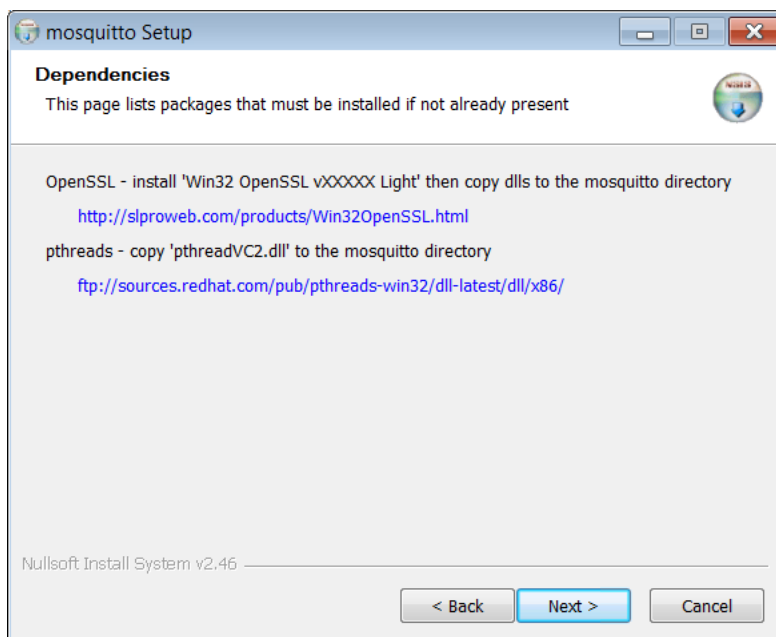 mosquitto Setup
Dependencies
This page lists packages that must be installed if not already present
OpenSSL - install 'Win32 OpenSSL vXXXXX Light' then copy dlls to the mosquitto directory
http://slproweb.com/products/Win32OpenSSL.html
pthreads - copy 'pthreadVC2.dll' to the mosquitto directory
ftp://sources.redhat.com/pub/pthreads-win32/dll-latest/dll/x86/
Nullsoft Install System v2.46
< Back
Next >
Cancel